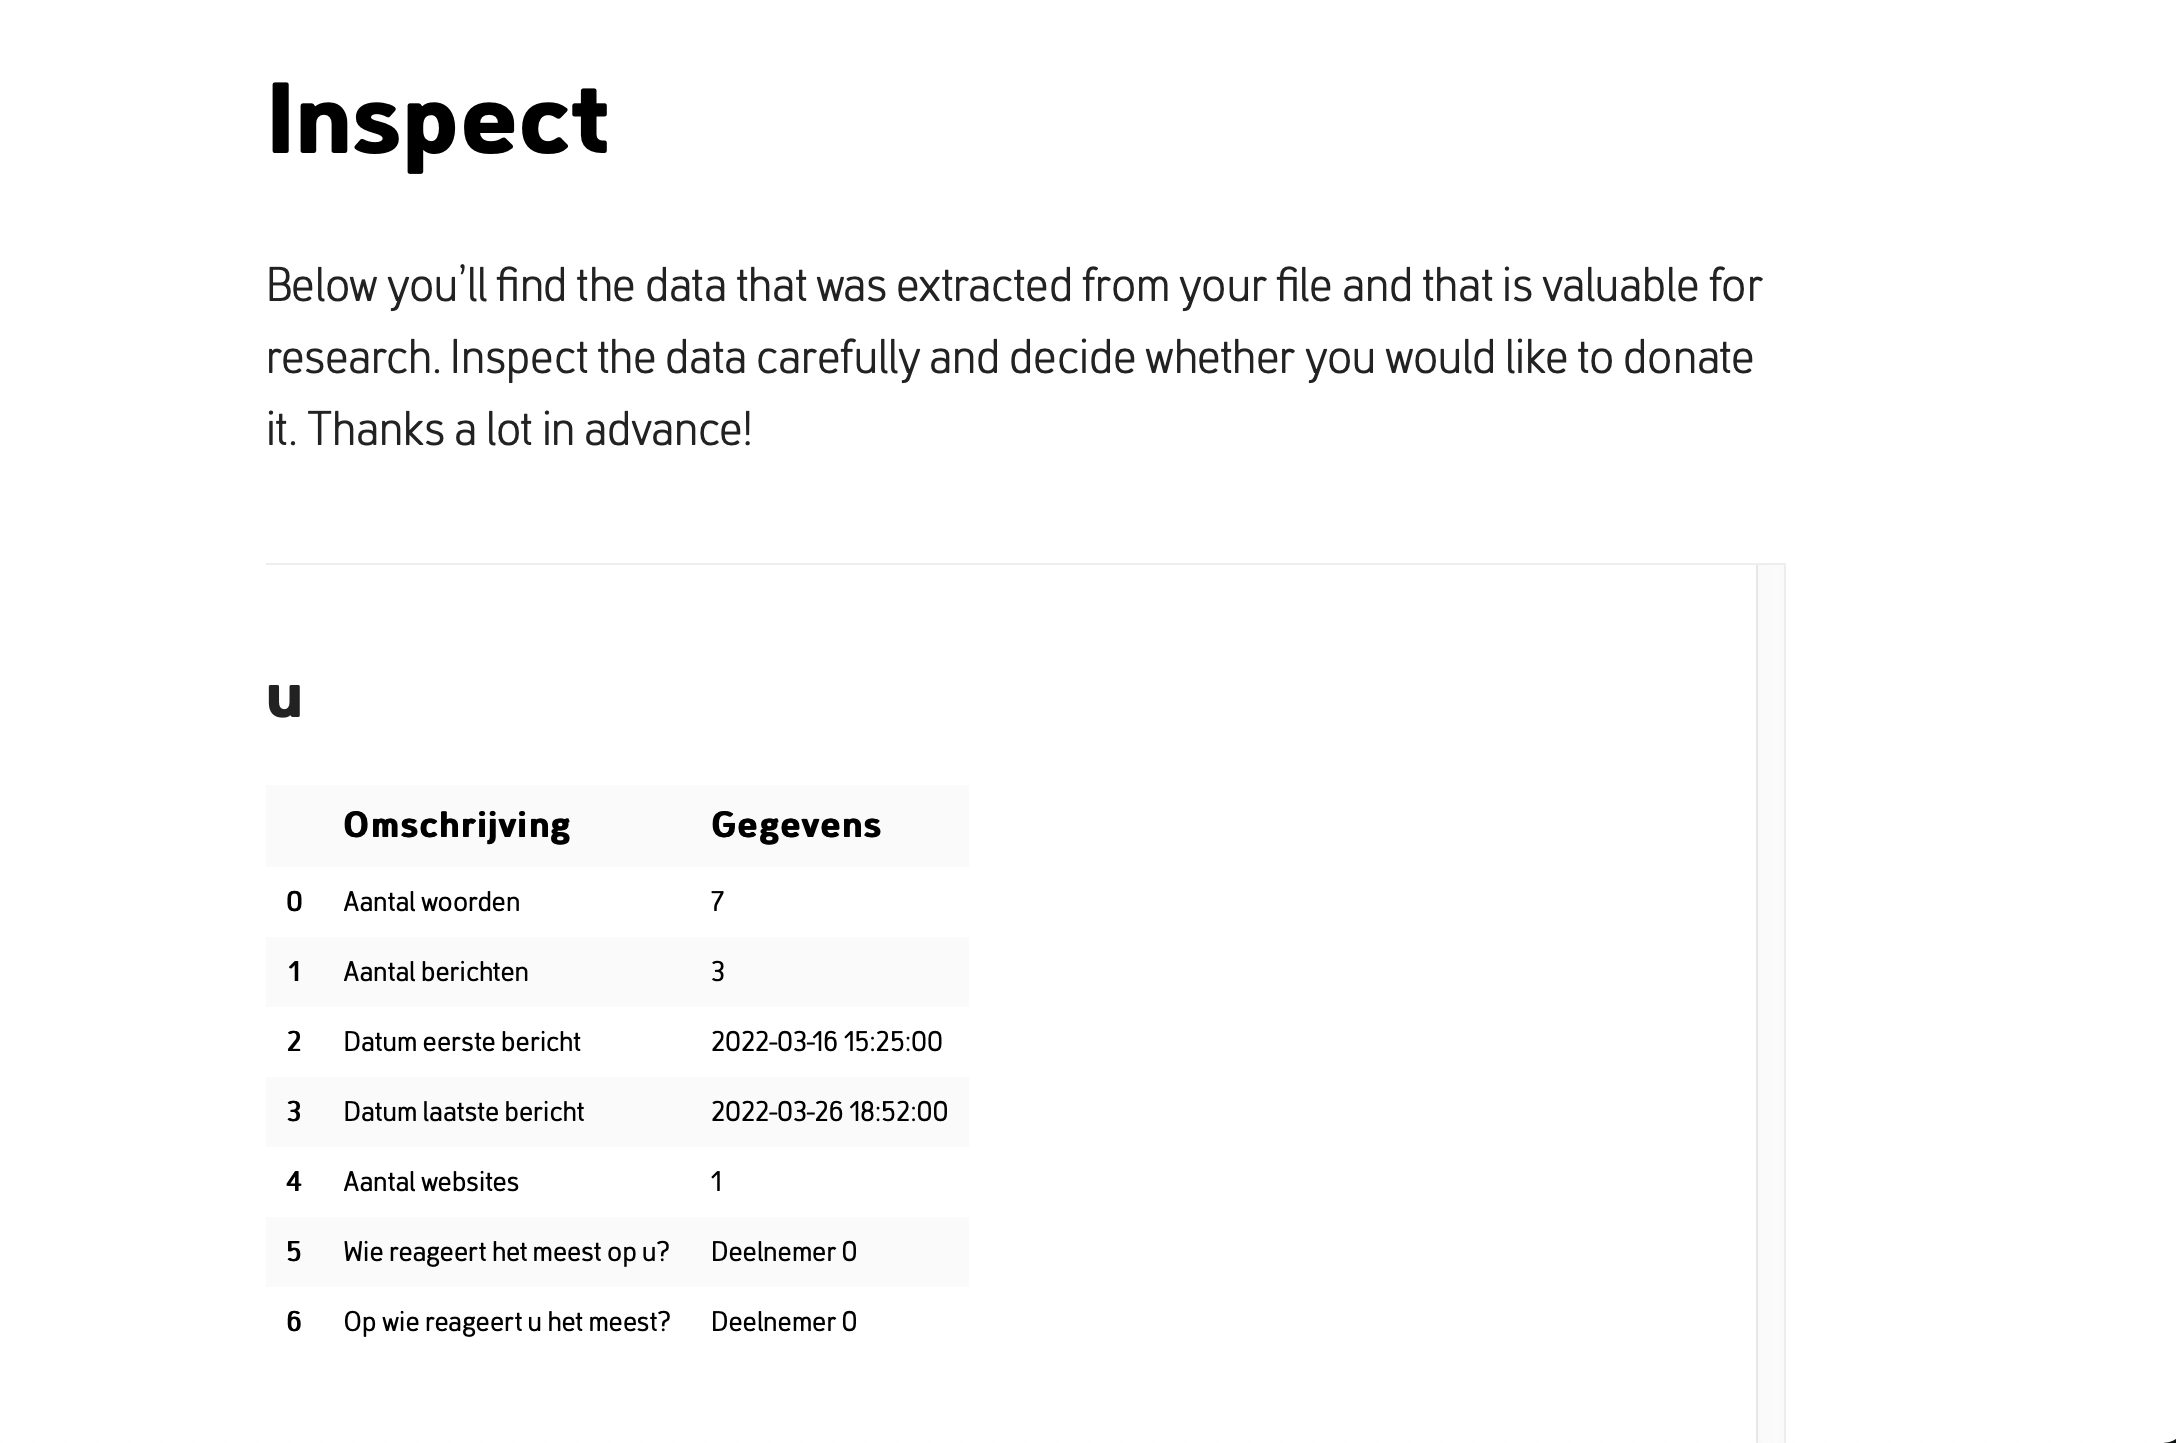 Inspect
Below you’ll find the data that was extracted from your file and that is valuable for
research. Inspect the data carefully and decide whether you would like to donate
it. Thanks a lot in advance!
u
Omschrijving Gegevens
0 Aantal woorden 7
1 Aantal berichten 3
2 Datum eerste bericht 2022-03-16 15:25:00
3 Datum laatste bericht 2022-03-26 18:52:00
4 Aantal websites 1
5 Wie reageert het meest op u? Deelnemer 0
6 Op wie reageert u het meest? Deelnemer 0